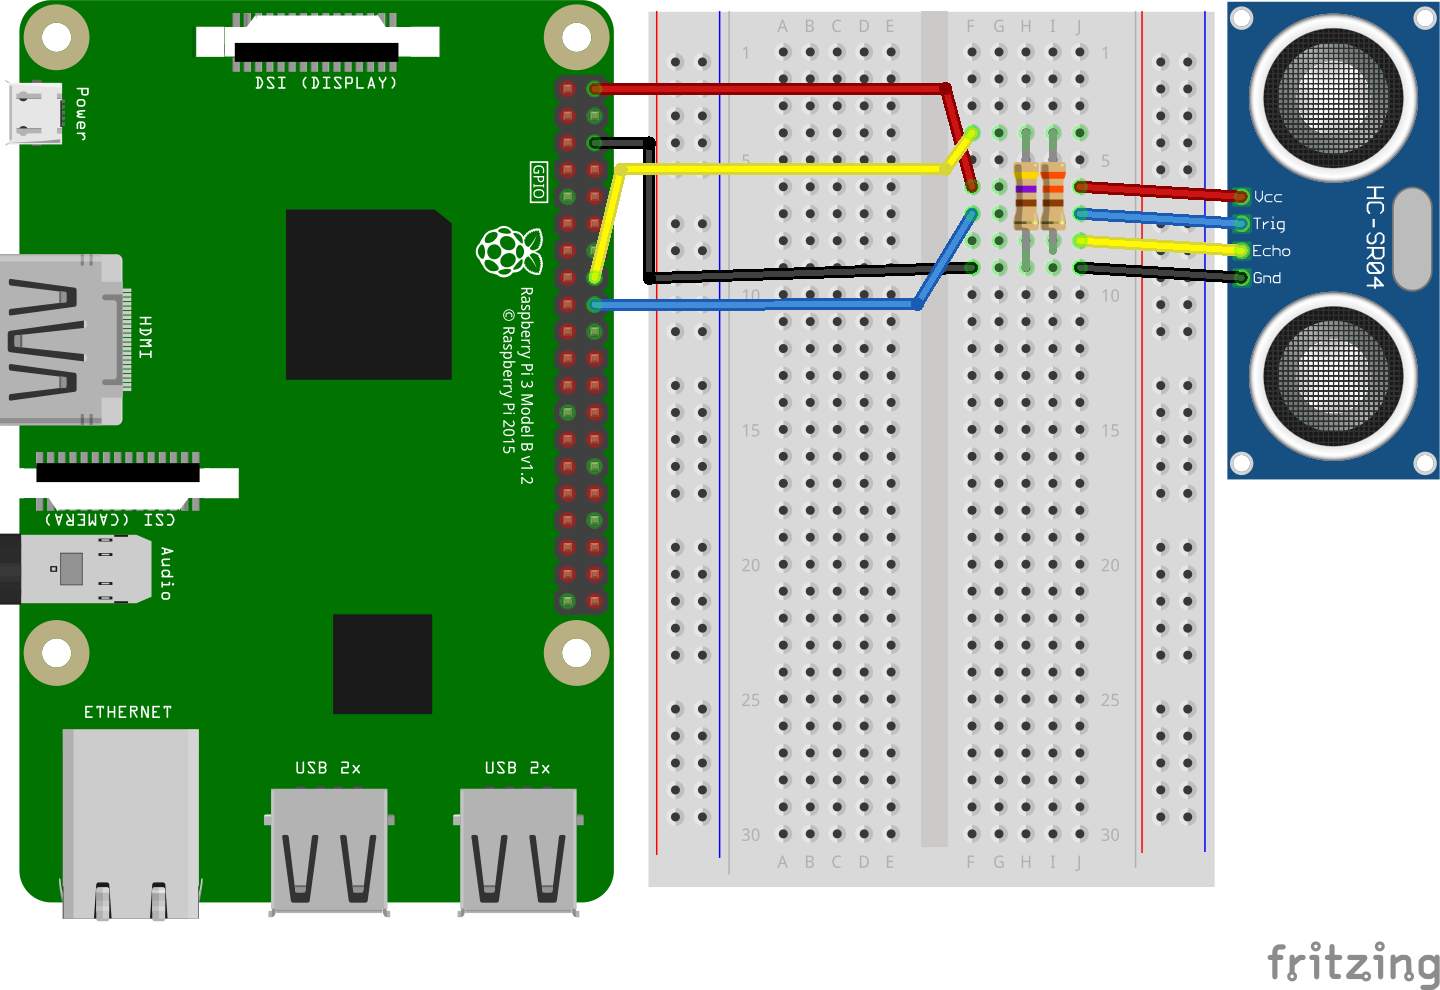 DSI (DISPLAY)
Power
GPIO
HDMI
Raspberry Pi 3 Model B v1.2
© Raspberry Pi 2015
CSI (CAMERA)
Audio
ETHERNET
USB 2x
USB 2x
A B C D E F G H I J
1 1
5 5
10 10
15 15
20 20
25 25
30 30
A B C D E F G H I J
HC-SR04
Vcc
Trig
Echo
Gnd
fritzing